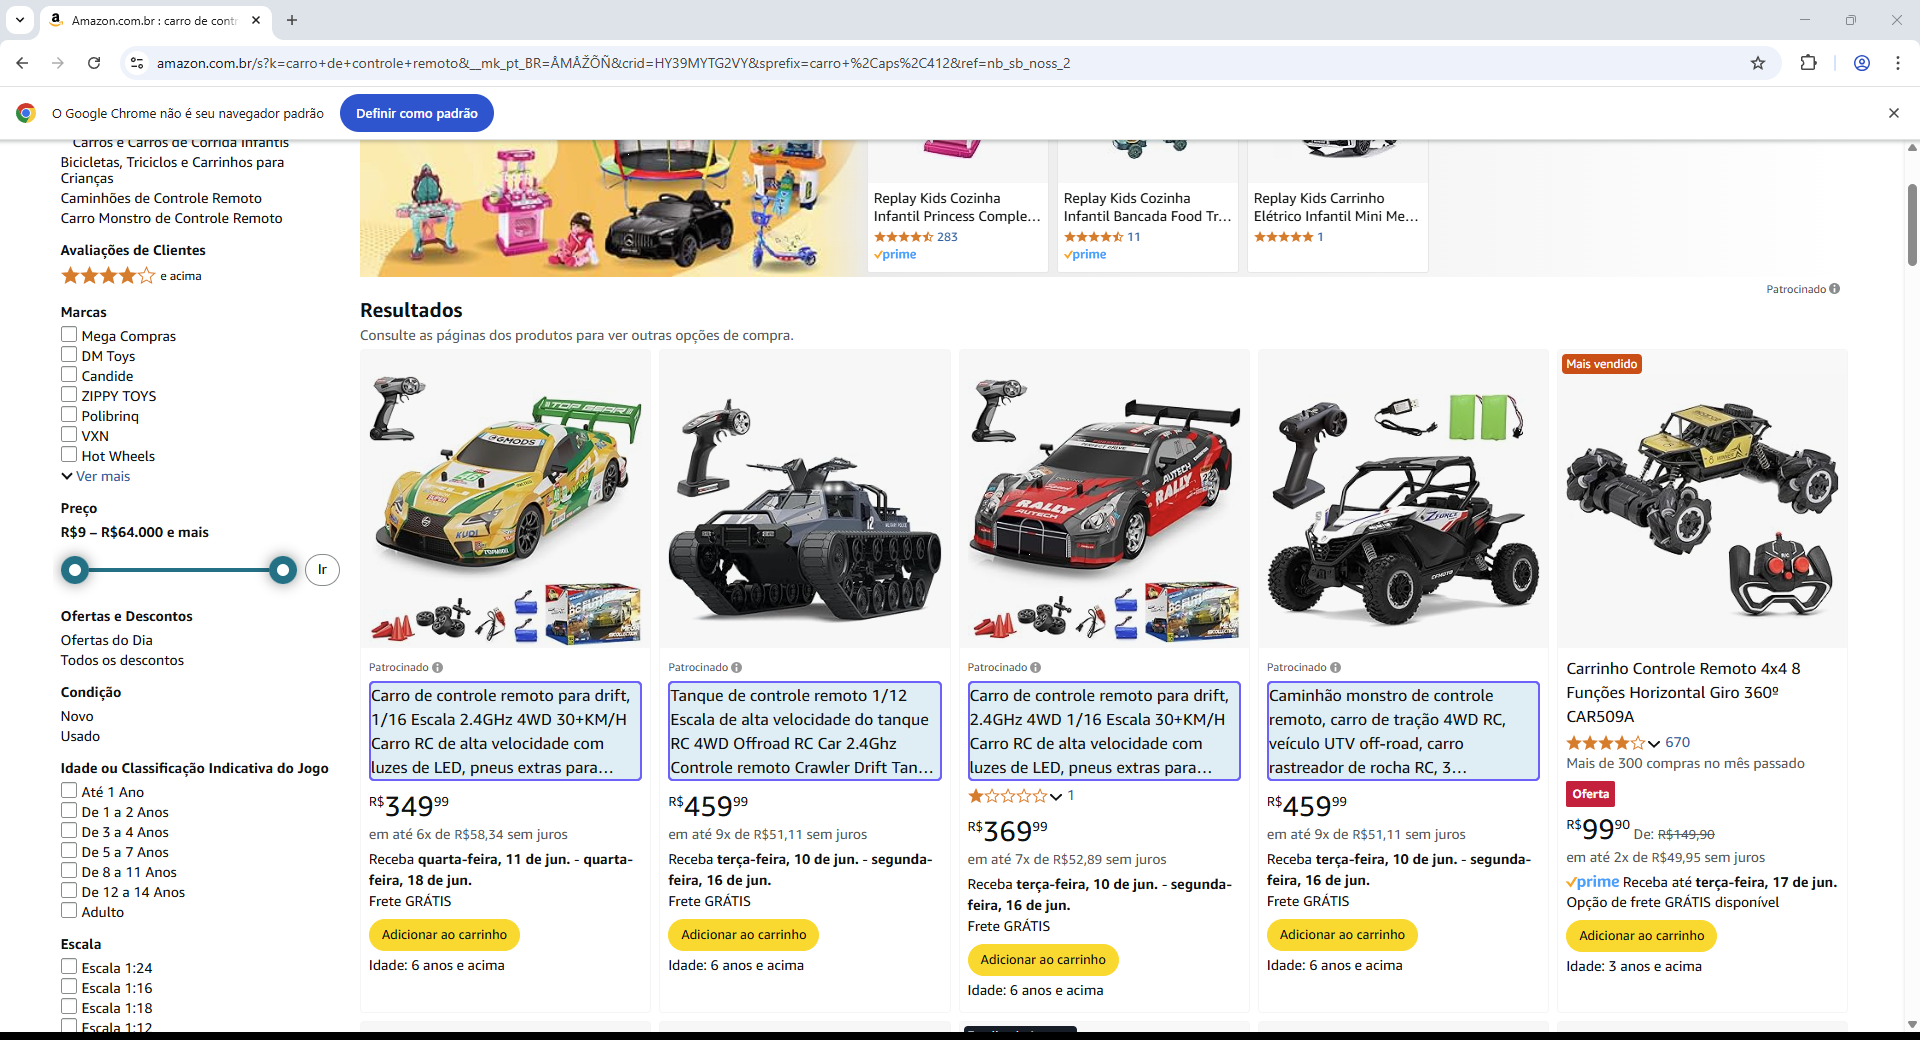 Amazon.com.br : carro de cont
amazon.com.br/s?k=carro+de+controle+remoto&__mk_pt_BR=ÅMÅŽÕÑ&crid=HY39MYTG2VY&sprefix=carro+%2Caps%2C412&ref=nb_sb_noss_2
O Google Chrome não é seu navegador padrão
Definir como padrão
Carros e Carros de Corrida Infantis
Bicicletas, Triciclos e Carrinhos para
Crianças
Caminhões de Controle Remoto
Carro Monstro de Controle Remoto
Avaliações de Clientes
e acima
Marcas
Mega Compras
DM Toys
Candide
ZIPPY TOYS
Polibrinq
VXN
Hot Wheels
Ver mais
Preço
R$9 – R$64.000 e mais
Ir
Ofertas e Descontos
Ofertas do Dia
Todos os descontos
Condição
Novo
Usado
Idade ou Classificação Indicativa do Jogo
Até 1 Ano
De 1 a 2 Anos
De 3 a 4 Anos
De 5 a 7 Anos
De 8 a 11 Anos
De 12 a 14 Anos
Adulto
Escala
Escala 1:24
Escala 1:16
Escala 1:18
Escala 1:12
Replay Kids Cozinha
Infantil Princess Comple...
283
prime
Replay Kids Cozinha
Infantil Bancada Food Tr...
11
prime
Replay Kids Carrinho
Elétrico Infantil Mini Me...
1
Patrocinado
Resultados
Consulte as páginas dos produtos para ver outras opções de compra.
TOP GEAR
GMODS
KUDI
Patrocinado
Carro de controle remoto para drift,
1/16 Escala 2.4GHz 4WD 30+KM/H
Carro RC de alta velocidade com
luzes de LED, pneus extras para...
R$34999
em até 6x de R$58,34 sem juros
Receba quarta-feira, 11 de jun. - quarta-
feira, 18 de jun.
Frete GRÁTIS
Adicionar ao carrinho
Idade: 6 anos e acima
12
Patrocinado
Tanque de controle remoto 1/12
Escala de alta velocidade do tanque
RC 4WD Offroad RC Car 2.4Ghz
Controle remoto Crawler Drift Tan...
R$45999
em até 9x de R$51,11 sem juros
Receba terça-feira, 10 de jun. - segunda-
feira, 16 de jun.
Frete GRÁTIS
Adicionar ao carrinho
Idade: 6 anos e acima
AUTECH
RALLY
RALLY
AUTECH
Patrocinado
Carro de controle remoto para drift,
2.4GHz 4WD 1/16 Escala 30+KM/H
Carro RC de alta velocidade com
luzes de LED, pneus extras para...
1
R$36999
em até 7x de R$52,89 sem juros
Receba terça-feira, 10 de jun. - segunda-
feira, 16 de jun.
Frete GRÁTIS
Adicionar ao carrinho
Idade: 6 anos e acima
ZFORCE
CFMOTO
Patrocinado
Caminhão monstro de controle
remoto, carro de tração 4WD RC,
veículo UTV off-road, carro
rastreador de rocha RC, 3...
R$45999
em até 9x de R$51,11 sem juros
Receba terça-feira, 10 de jun. - segunda-
feira, 16 de jun.
Frete GRÁTIS
Adicionar ao carrinho
Idade: 6 anos e acima
Mais vendido
Carrinho Controle Remoto 4x4 8
Funções Horizontal Giro 360º
CAR509A
670
Mais de 300 compras no mês passado
Oferta
R$9990 De: R$149,90
em até 2x de R$49,95 sem juros
prime Receba até terça-feira, 17 de jun.
Opção de frete GRÁTIS disponível
Adicionar ao carrinho
Idade: 3 anos e acima